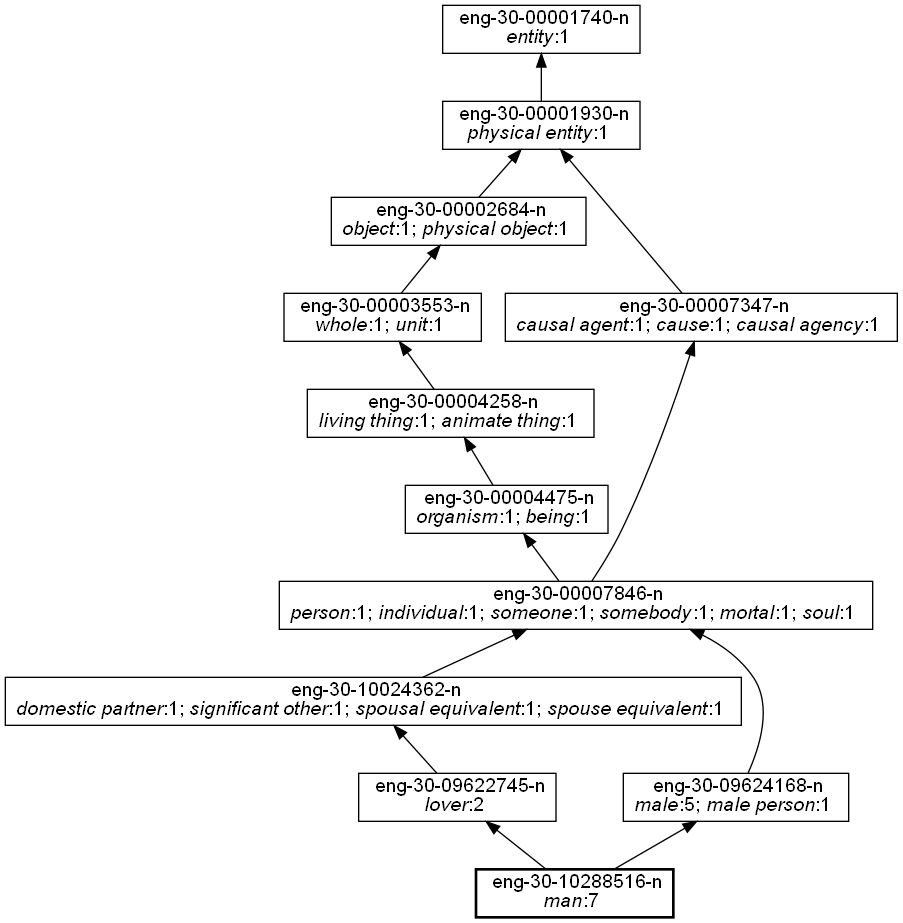 eng-30-00001740-n
entity:1
eng-30-00001930-n
physical entity:1
eng-30-00002684-n
object:1; physical object:1
eng-30-00003553-n
whole:1; unit:1
eng-30-00007347-n
causal agent:1; cause:1; causal agency:1
eng-30-00004258-n
living thing:1; animate thing:1
eng-30-00004475-n
organism:1; being:1
eng-30-00007846-n
person:1; individual:1; someone:1; somebody:1; mortal:1; soul:1
eng-30-10024362-n
domestic partner:1; significant other:1; spousal equivalent:1; spouse equivalent:1
eng-30-09622745-n
lover:2
eng-30-09624168-n
male:5; male person:1
eng-30-10288516-n
man:7